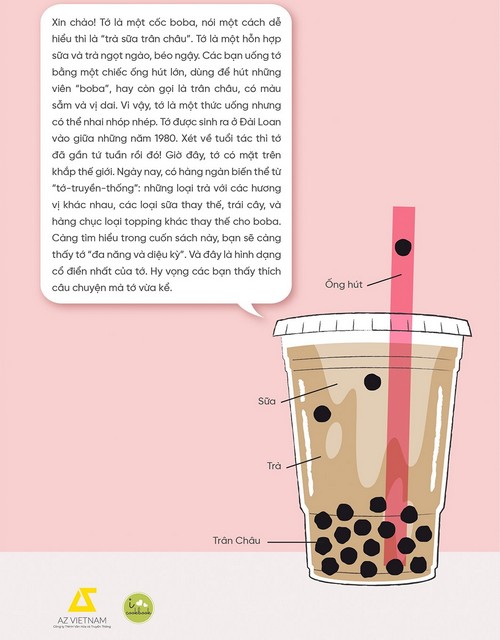 Xin chào! Tớ là một cốc boba, nói một cách dễ
hiểu thì là “trà sữa trân châu”. Tớ là một hỗn hợp
sữa và trà ngọt ngào, béo ngậy. Các bạn uống tớ
bằng một chiếc ống hút lớn, dùng để hút những
viên “boba”, hay còn gọi là trân châu, có màu
sẫm và vị dai. Vì vậy, tớ là một thức uống nhưng
có thể nhai nhóp nhép. Tớ được sinh ra ở Đài Loan
vào giữa những năm 1980. Xét về tuổi tác thì tớ
đã gần tứ tuần rồi đó! Giờ đây, tớ có mặt trên
khắp thế giới. Ngày nay, có hàng ngàn biến thể từ
“tớ-truyền-thống”: những loại trà với các hương
vị khác nhau, các loại sữa thay thế, trái cây, và
hàng chục loại topping khác thay thế cho boba.
Càng tìm hiểu trong cuốn sách này, bạn sẽ càng
thấy tớ “đa năng và diệu kỳ”. Và đây là hình dạng
cổ điển nhất của tớ. Hy vọng các bạn thấy thích
câu chuyện mà tớ vừa kể.
Ống hút
Sữa
Trà
Trân Châu
AZ VIETNAM